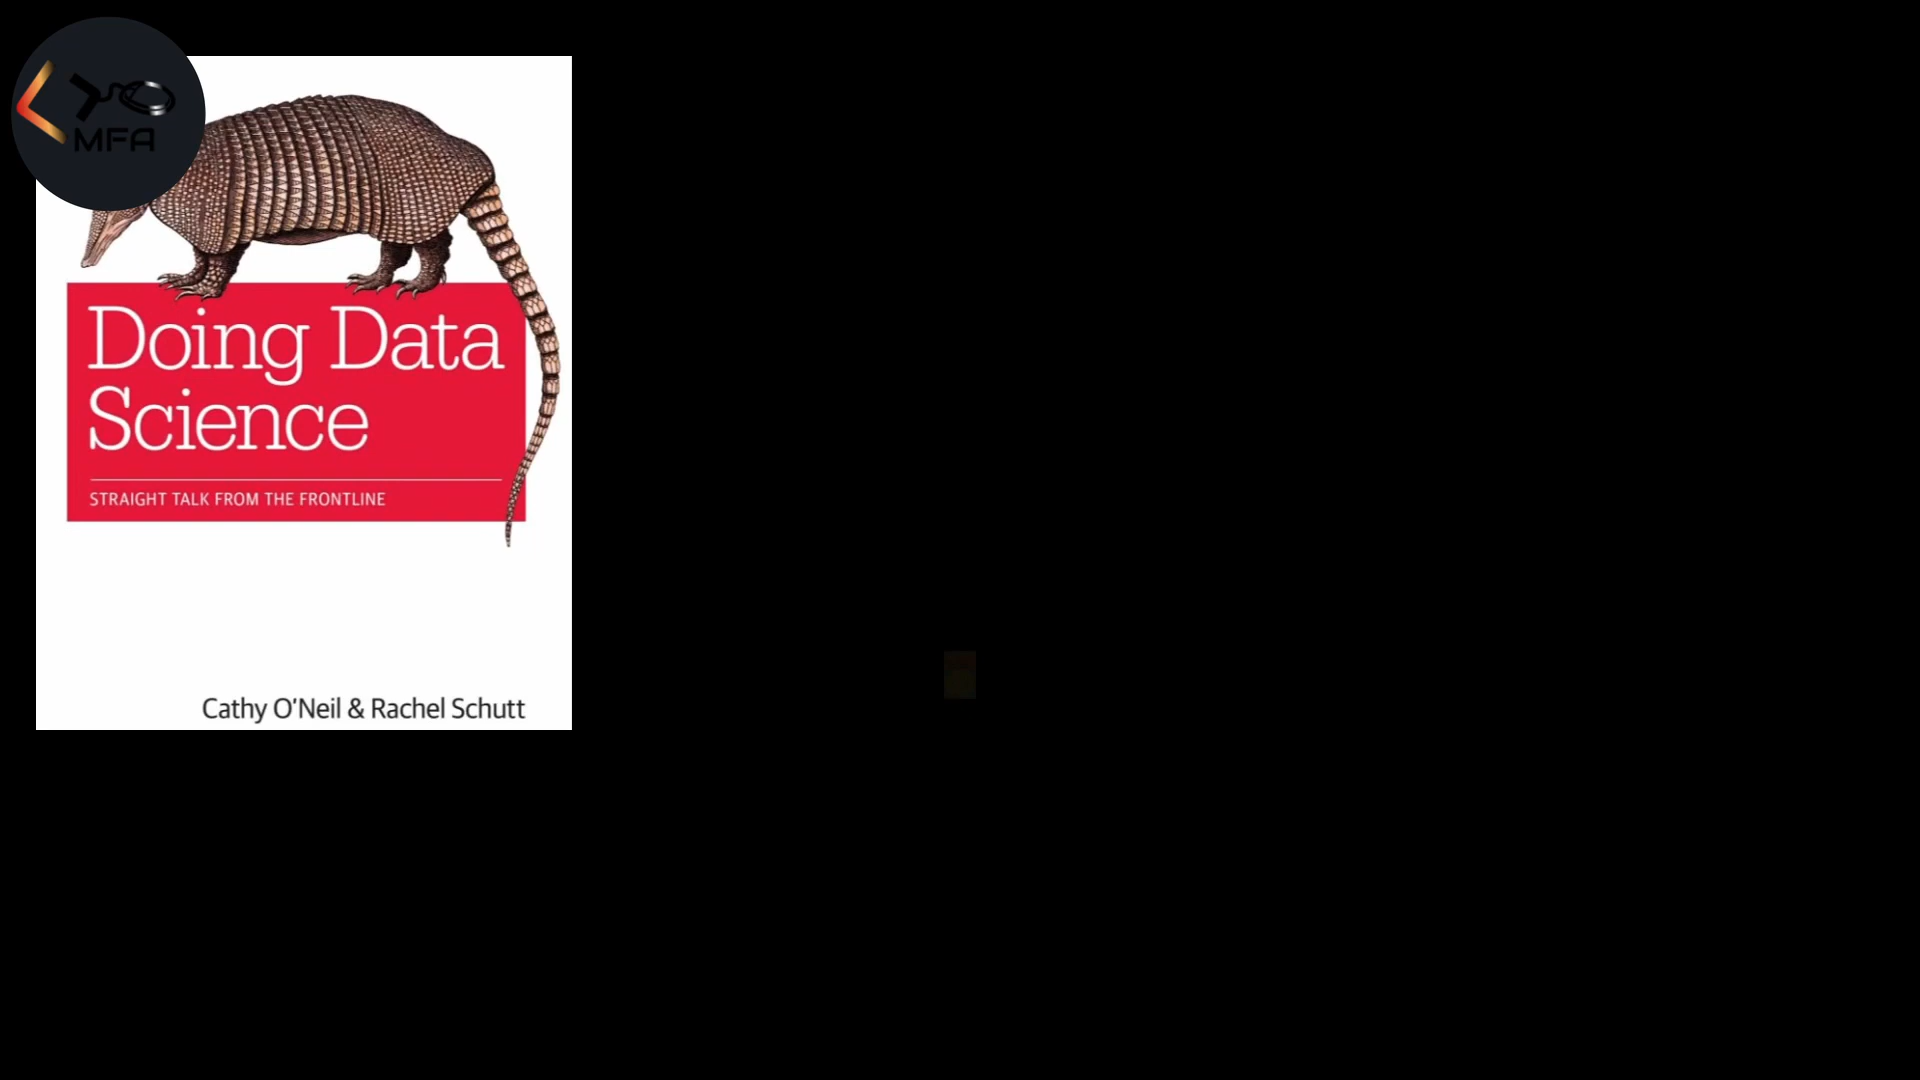 MFA
Doing Data
Science
STRAIGHT TALK FROM THE FRONTLINE
Cathy O'Neil & Rachel Schutt